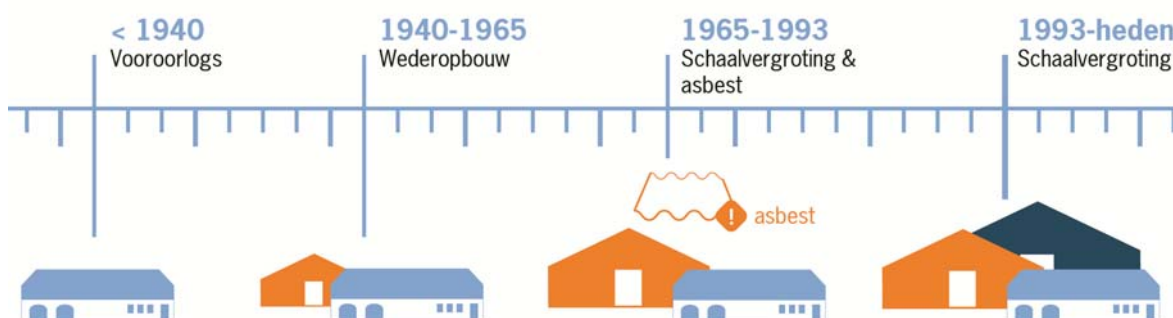 < 1940
Vooroorlogs
1940-1965
Wederopbouw
1965-1993
Schaalvergroting &
asbest
1993-heden
Schaalvergroting
!
asbest